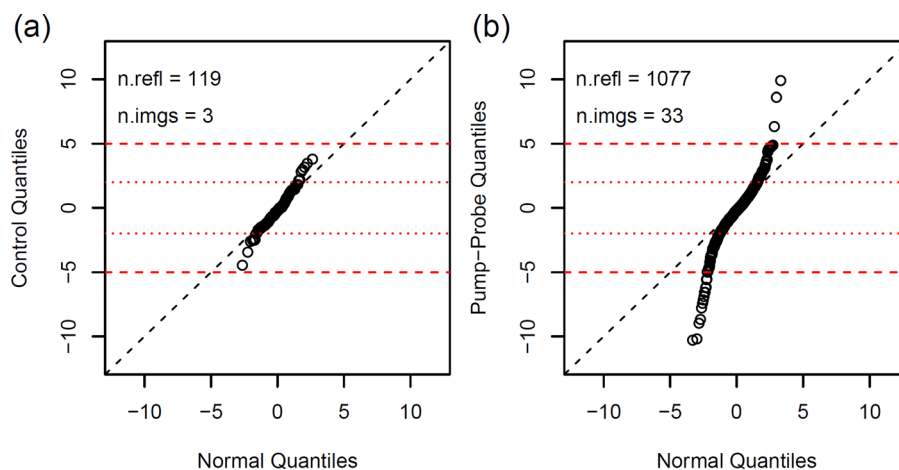 (a)
n.refl = 119
n.imgs = 3
Control Quantiles
10
5
0
−5
−10
−10 −5 0 5 10
Normal Quantiles
(b)
n.refl = 1077
n.imgs = 33
Pump−Probe Quantiles
10
5
0
−5
−10
−10 −5 0 5 10
Normal Quantiles